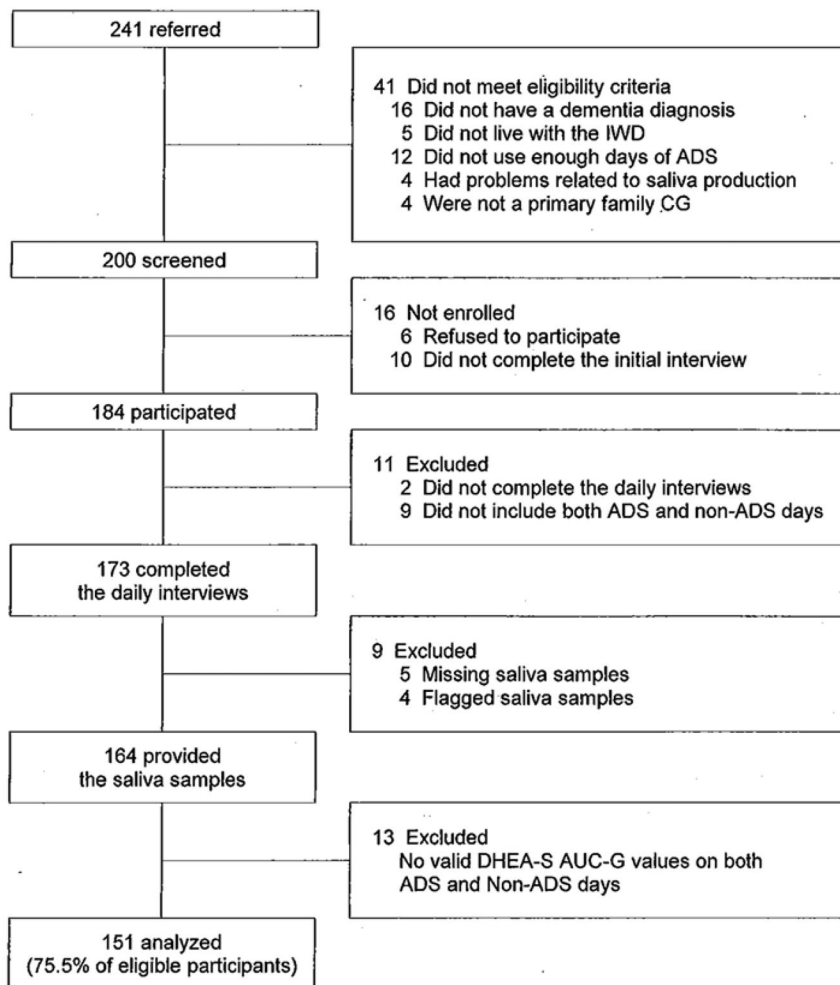 241 referred
41 Did not meet eligibility criteria
16 Did not have a dementia diagnosis
5 Did not live with the IWD
12 Did not use enough days of ADS
4 Had problems related to saliva production
4 Were not a primary family CG
200 screened
16 Not enrolled
6 Refused to participate
10 Did not complete the initial interview
184 participated
11 Excluded
2 Did not complete the daily interviews
9 Did not include both ADS and non-ADS days
173 completed
the daily interviews
9 Excluded
5 Missing saliva samples
4 Flagged saliva samples
164 provided
the saliva samples
13 Excluded
No valid DHEA-S AUC-G values on both
ADS and Non-ADS days
151 analyzed
(75.5% of eligible participants)